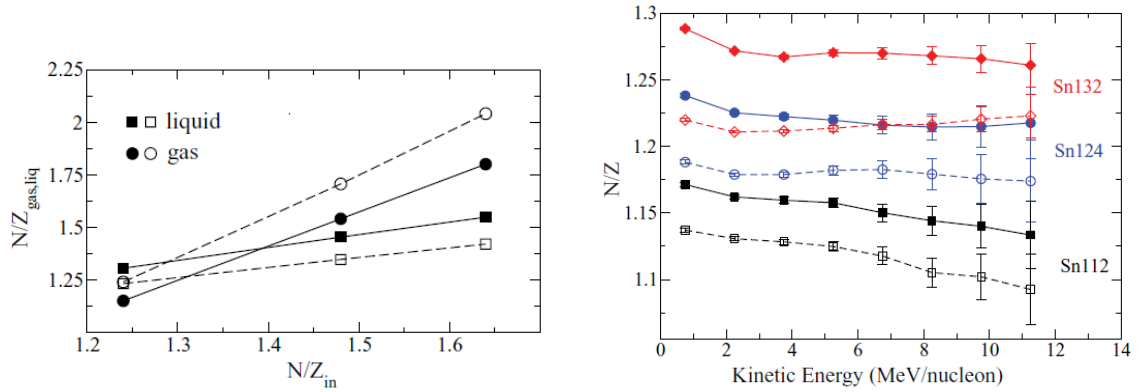 2.25
2
1.75
1.5
1.25
N/Z gas,liq
liquid
gas
1.2 1.3 1.4 1.5 1.6
N/Z in
1.3
1.25
1.2
1.15
1.1
N/Z
Sn132
Sn124
Sn112
0 2 4 6 8 10 12 14
Kinetic Energy (MeV/nucleon)